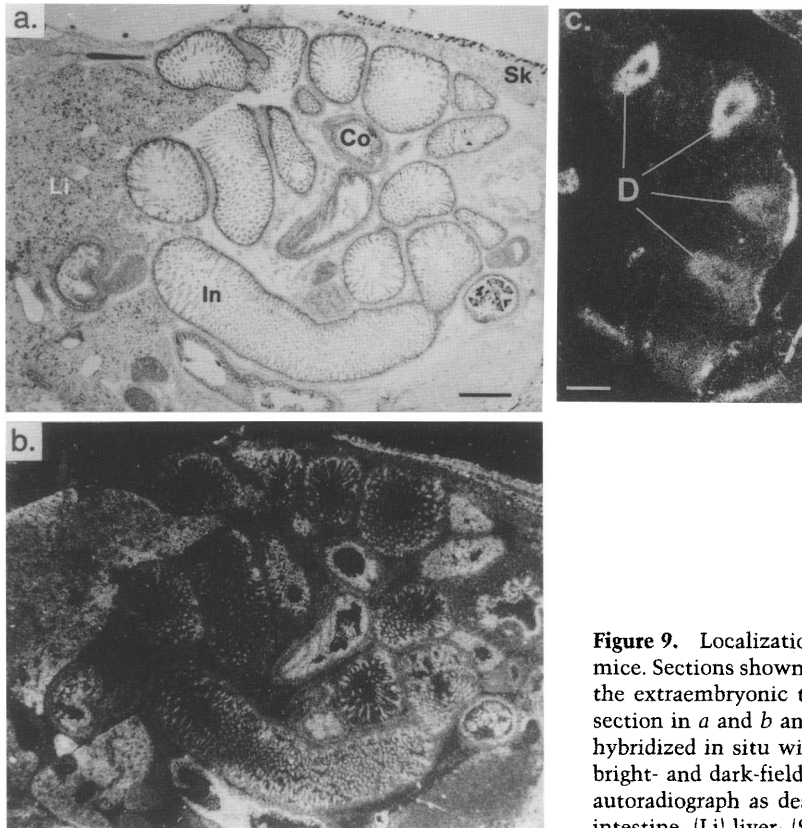 a.
Sk
Co
Li
In
b.
c.
D
Figure 9. Localizatio
mice. Sections shown
the extraembryonic t
section in a and b an
hybridized in situ wi
bright- and dark-field
autoradiograph as de
intestine, (Li) liver;